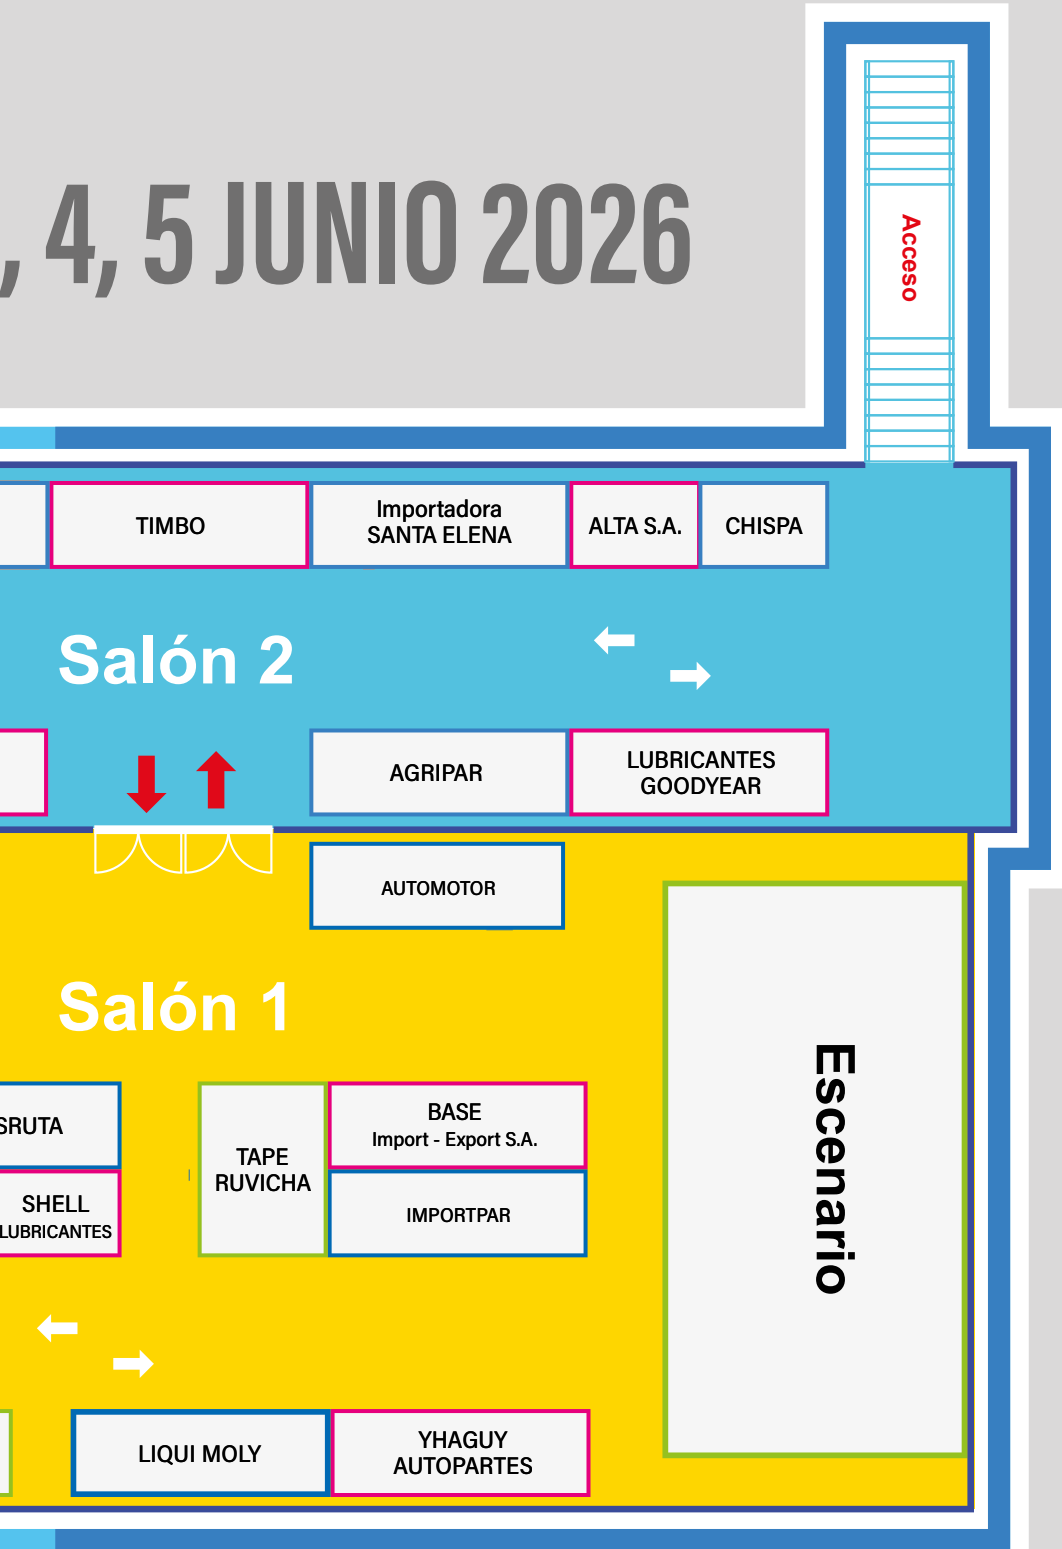 , 4, 5 JUNIO 2026
Acceso
TIMBO
Importadora
SANTA ELENA
ALTA S.A.
CHISPA
Salón 2
AGRIPAR
LUBRICANTES
GOODYEAR
AUTOMOTOR
Salón 1
Escenario
SRUTA
SHELL
LUBRICANTES
TAPE
RUVICHA
BASE
Import - Export S.A.
IMPORTPAR
LIQUI MOLY
YHAGUY
AUTOPARTES